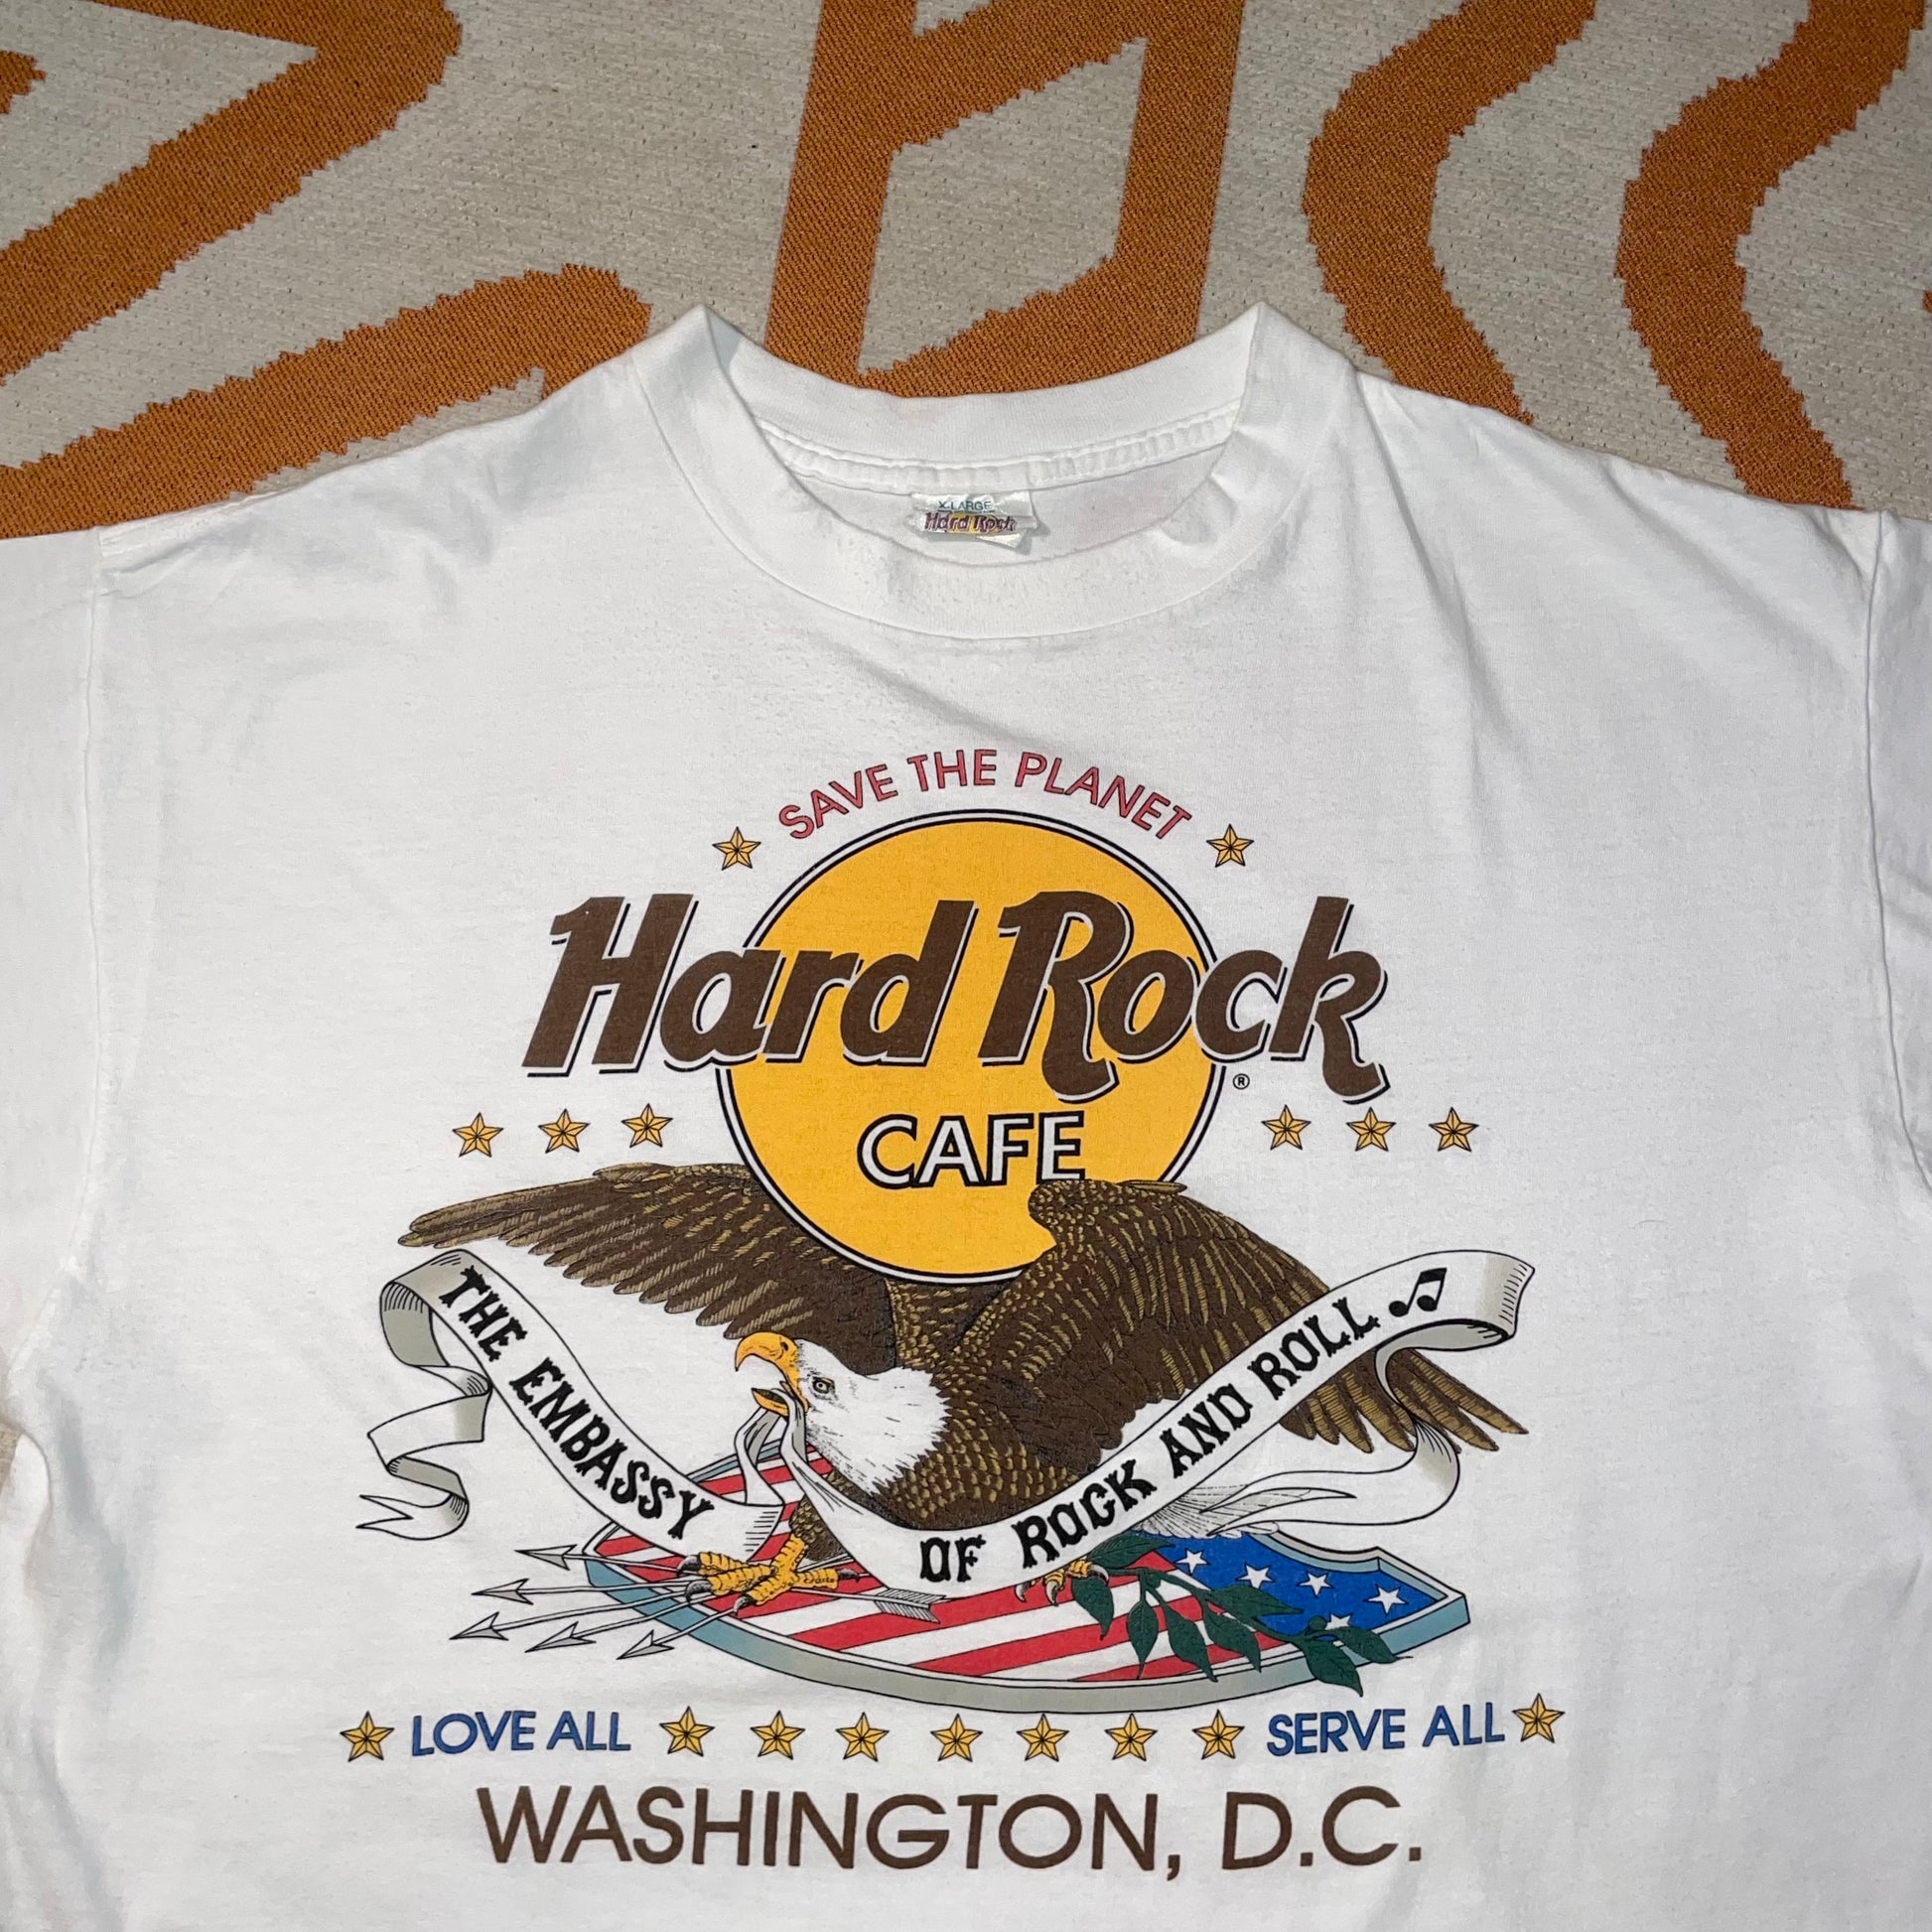 X-LARGE
Hard Rock
SAVE THE PLANET
Hard Rock
®
CAFE
THE EMBASSY OF ROCK AND ROLL
LOVE ALL SERVE ALL
WASHINGTON, D.C.